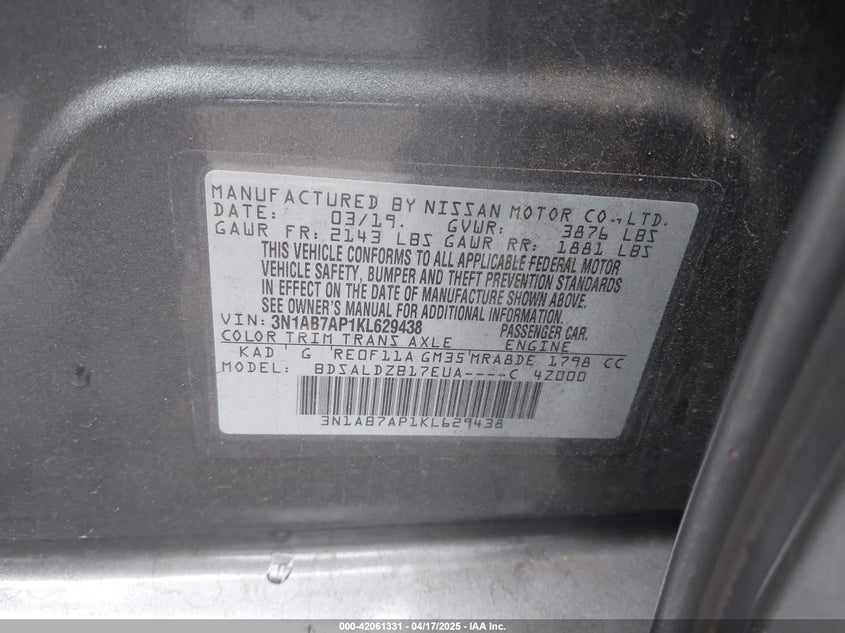 MANUFACTURED BY NISSAN MOTOR CO.,LTD.
DATE: 03/19. GVWR: 3876 LBS
GAWR FR: 2143 LBS GAWR RR: 1881 LBS
THIS VEHICLE CONFORMS TO ALL APPLICABLE FEDERAL MOTOR
VEHICLE SAFETY, BUMPER AND THEFT PREVENTION STANDARDS
IN EFFECT ON THE DATE OF MANUFACTURE SHOWN ABOVE.
SEE OWNER'S MANUAL FOR ADDITIONAL INFORMATION.
VIN: 3N1AB7AP1KL629438 PASSENGER CAR.
COLOR TRIM TRANS AXLE ENGINE
KAD G RE0F11A GM35 MRA8DE 1798 CC
MODEL: BDSALDZB17EUA----C 4Z000
3N1AB7AP1KL629438
000-42061331 - 04/17/2025 - IAA Inc.